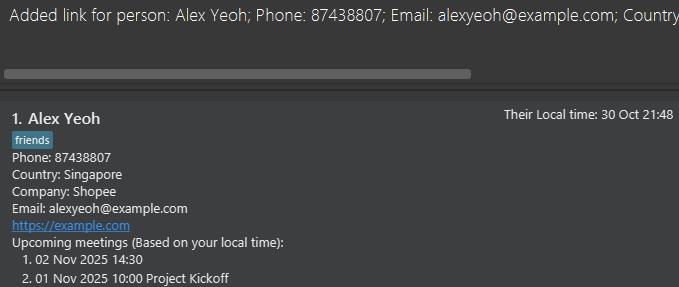 Added link for person: Alex Yeoh; Phone: 87438807; Email: alexyeoh@example.com; Country
1. Alex Yeoh
Their Local time: 30 Oct 21:48
friends
Phone: 87438807
Country: Singapore
Company: Shopee
Email: alexyeoh@example.com
https://example.com
Upcoming meetings (Based on your local time):
1. 02 Nov 2025 14:30
2. 01 Nov 2025 10:00 Project Kickoff